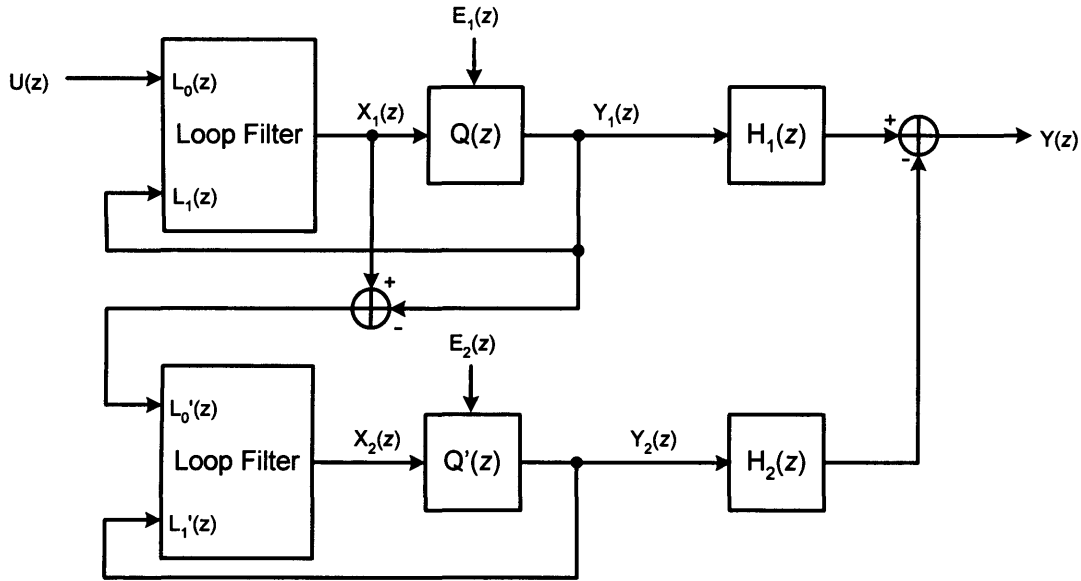 E₁(z)
U(z)
L₀(z)
Loop Filter
L₁(z)
X₁(z)
Q(z)
Y₁(z)
H₁(z)
+
-
Y(z)
+
-
E₂(z)
L₀'(z)
Loop Filter
L₁'(z)
X₂(z)
Q'(z)
Y₂(z)
H₂(z)